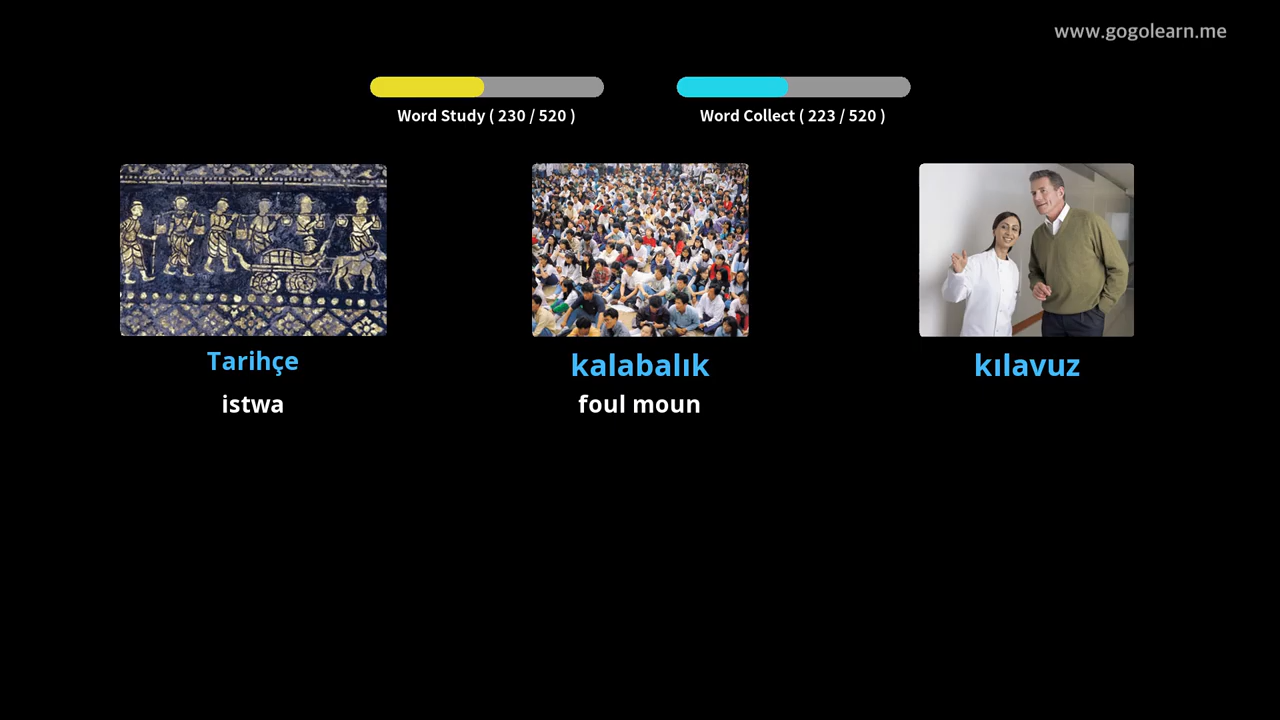 www.gogolearn.me
Word Study ( 230 / 520 )
Word Collect ( 223 / 520 )
Tarihçe
kalabalık
kılavuz
istwa
foul moun